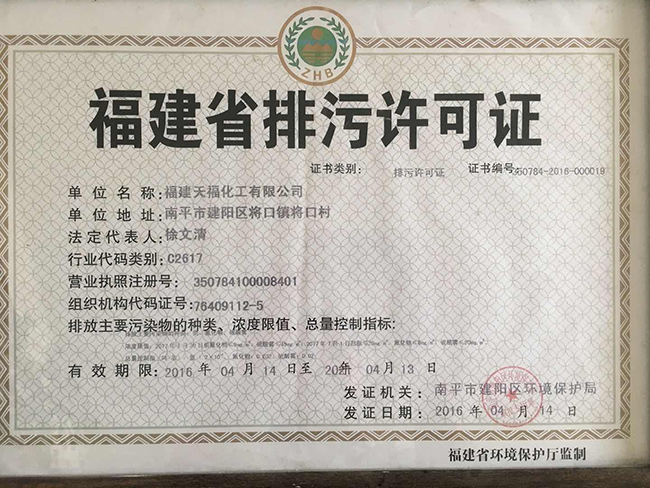 ZHB
福建省排污许可证
证书类别: 排污许可证 证书编号: 350784-2016-000019
单位名称: 福建天福化工有限公司
单位地址: 南平市建阳区将口镇将口村
法定代表人: 徐文清
行业代码类别: C2617
营业执照注册号: 350784100008401
组织机构代码证号: 76409112-5
排放主要污染物的种类、浓度限值、总量控制指标:
有效期限: 2016 年 04 月 14 日至 年 04 月 13 日
发证机关: 南平市建阳区环境保护局
发证日期: 2016 年 04 月 14 日
福建省环境保护厅监制